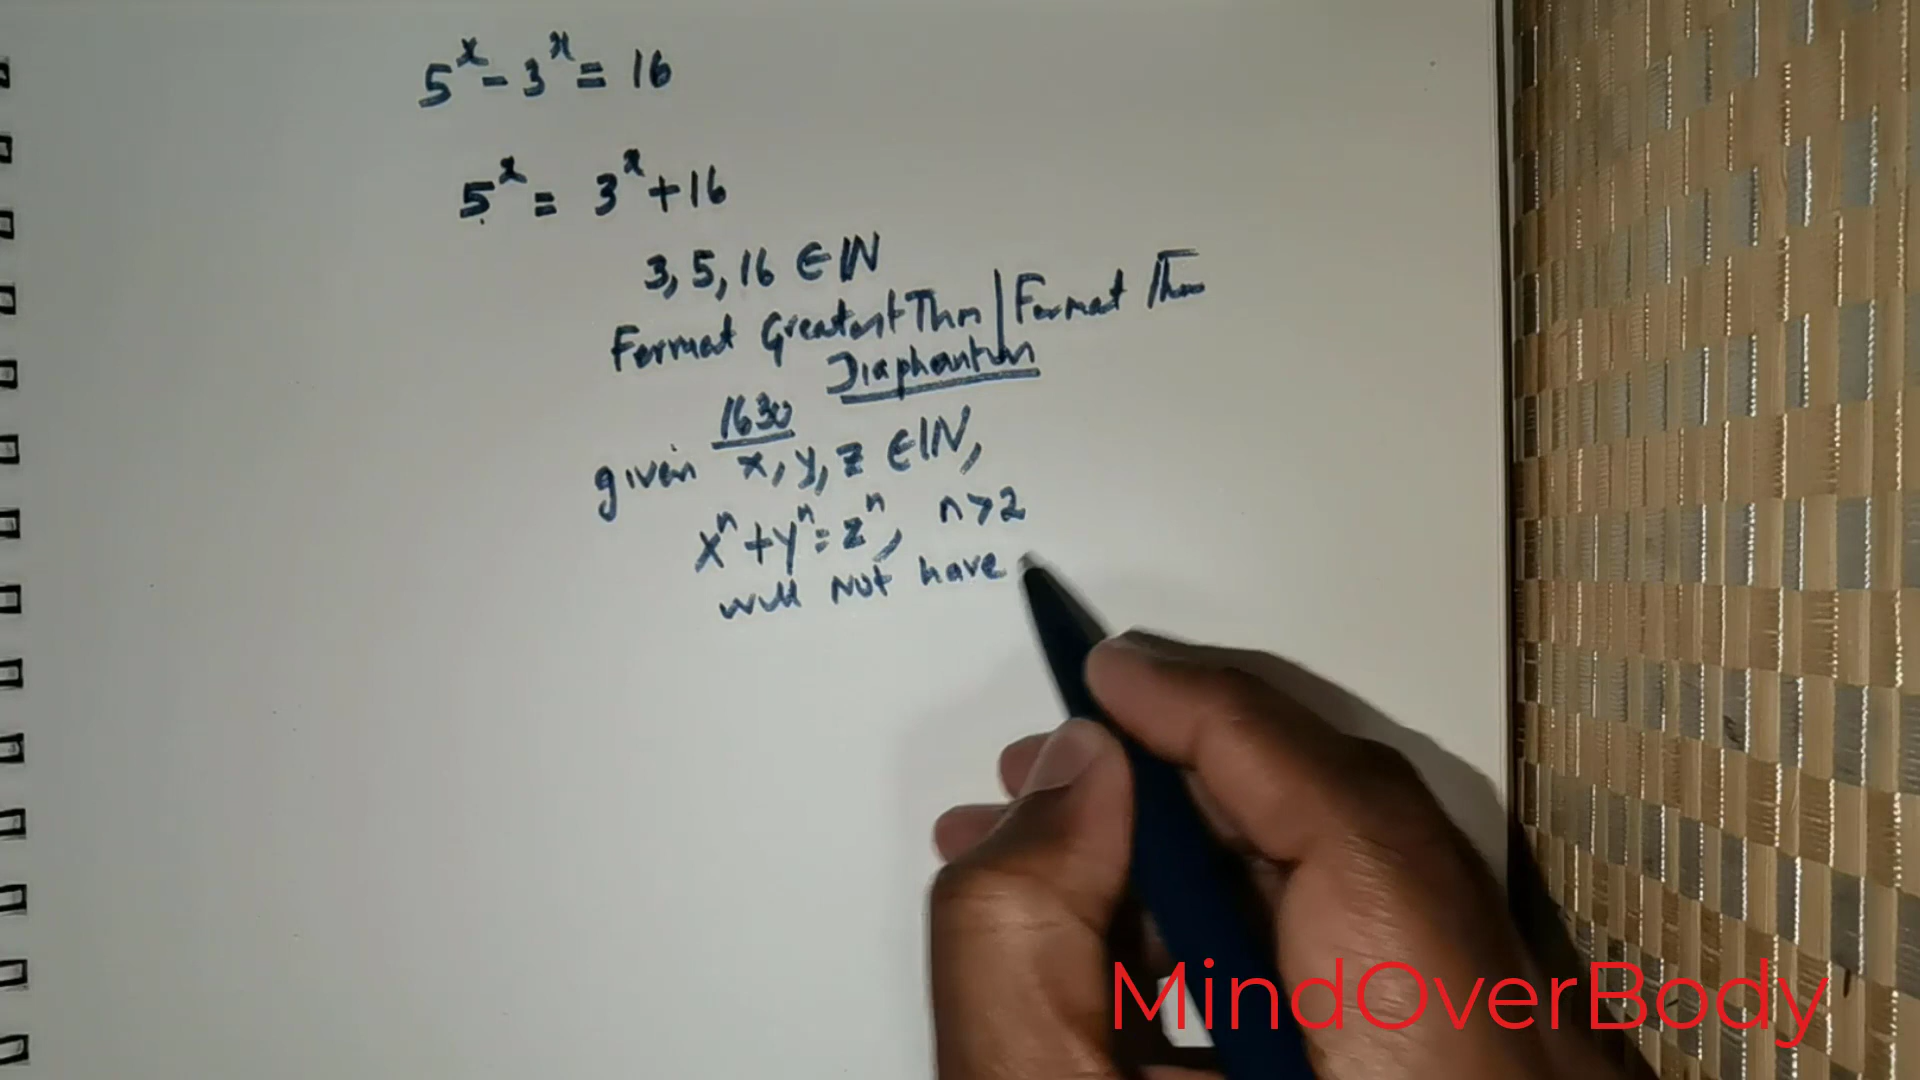 5^x - 3^x = 16
5^x = 3^x + 16
3, 5, 16 ∈ ℕ
Fermat Greatest Thm | Fermat Thm
Diaphantun
1630
given x, y, z ∈ ℕ,
x^n + y^n = z^n, n > 2
will Not have
MindOverBody